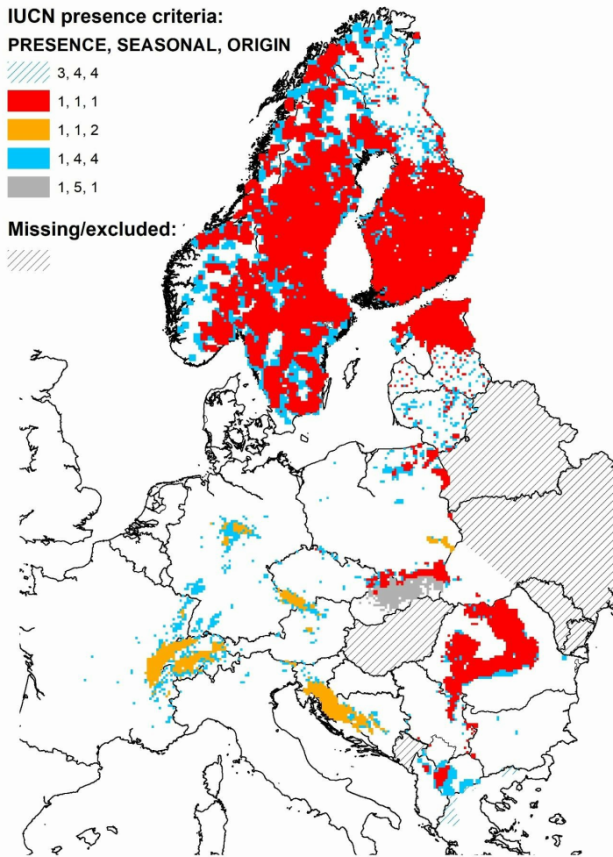 IUCN presence criteria:
PRESENCE, SEASONAL, ORIGIN
3, 4, 4
1, 1, 1
1, 1, 2
1, 4, 4
1, 5, 1
Missing/excluded: